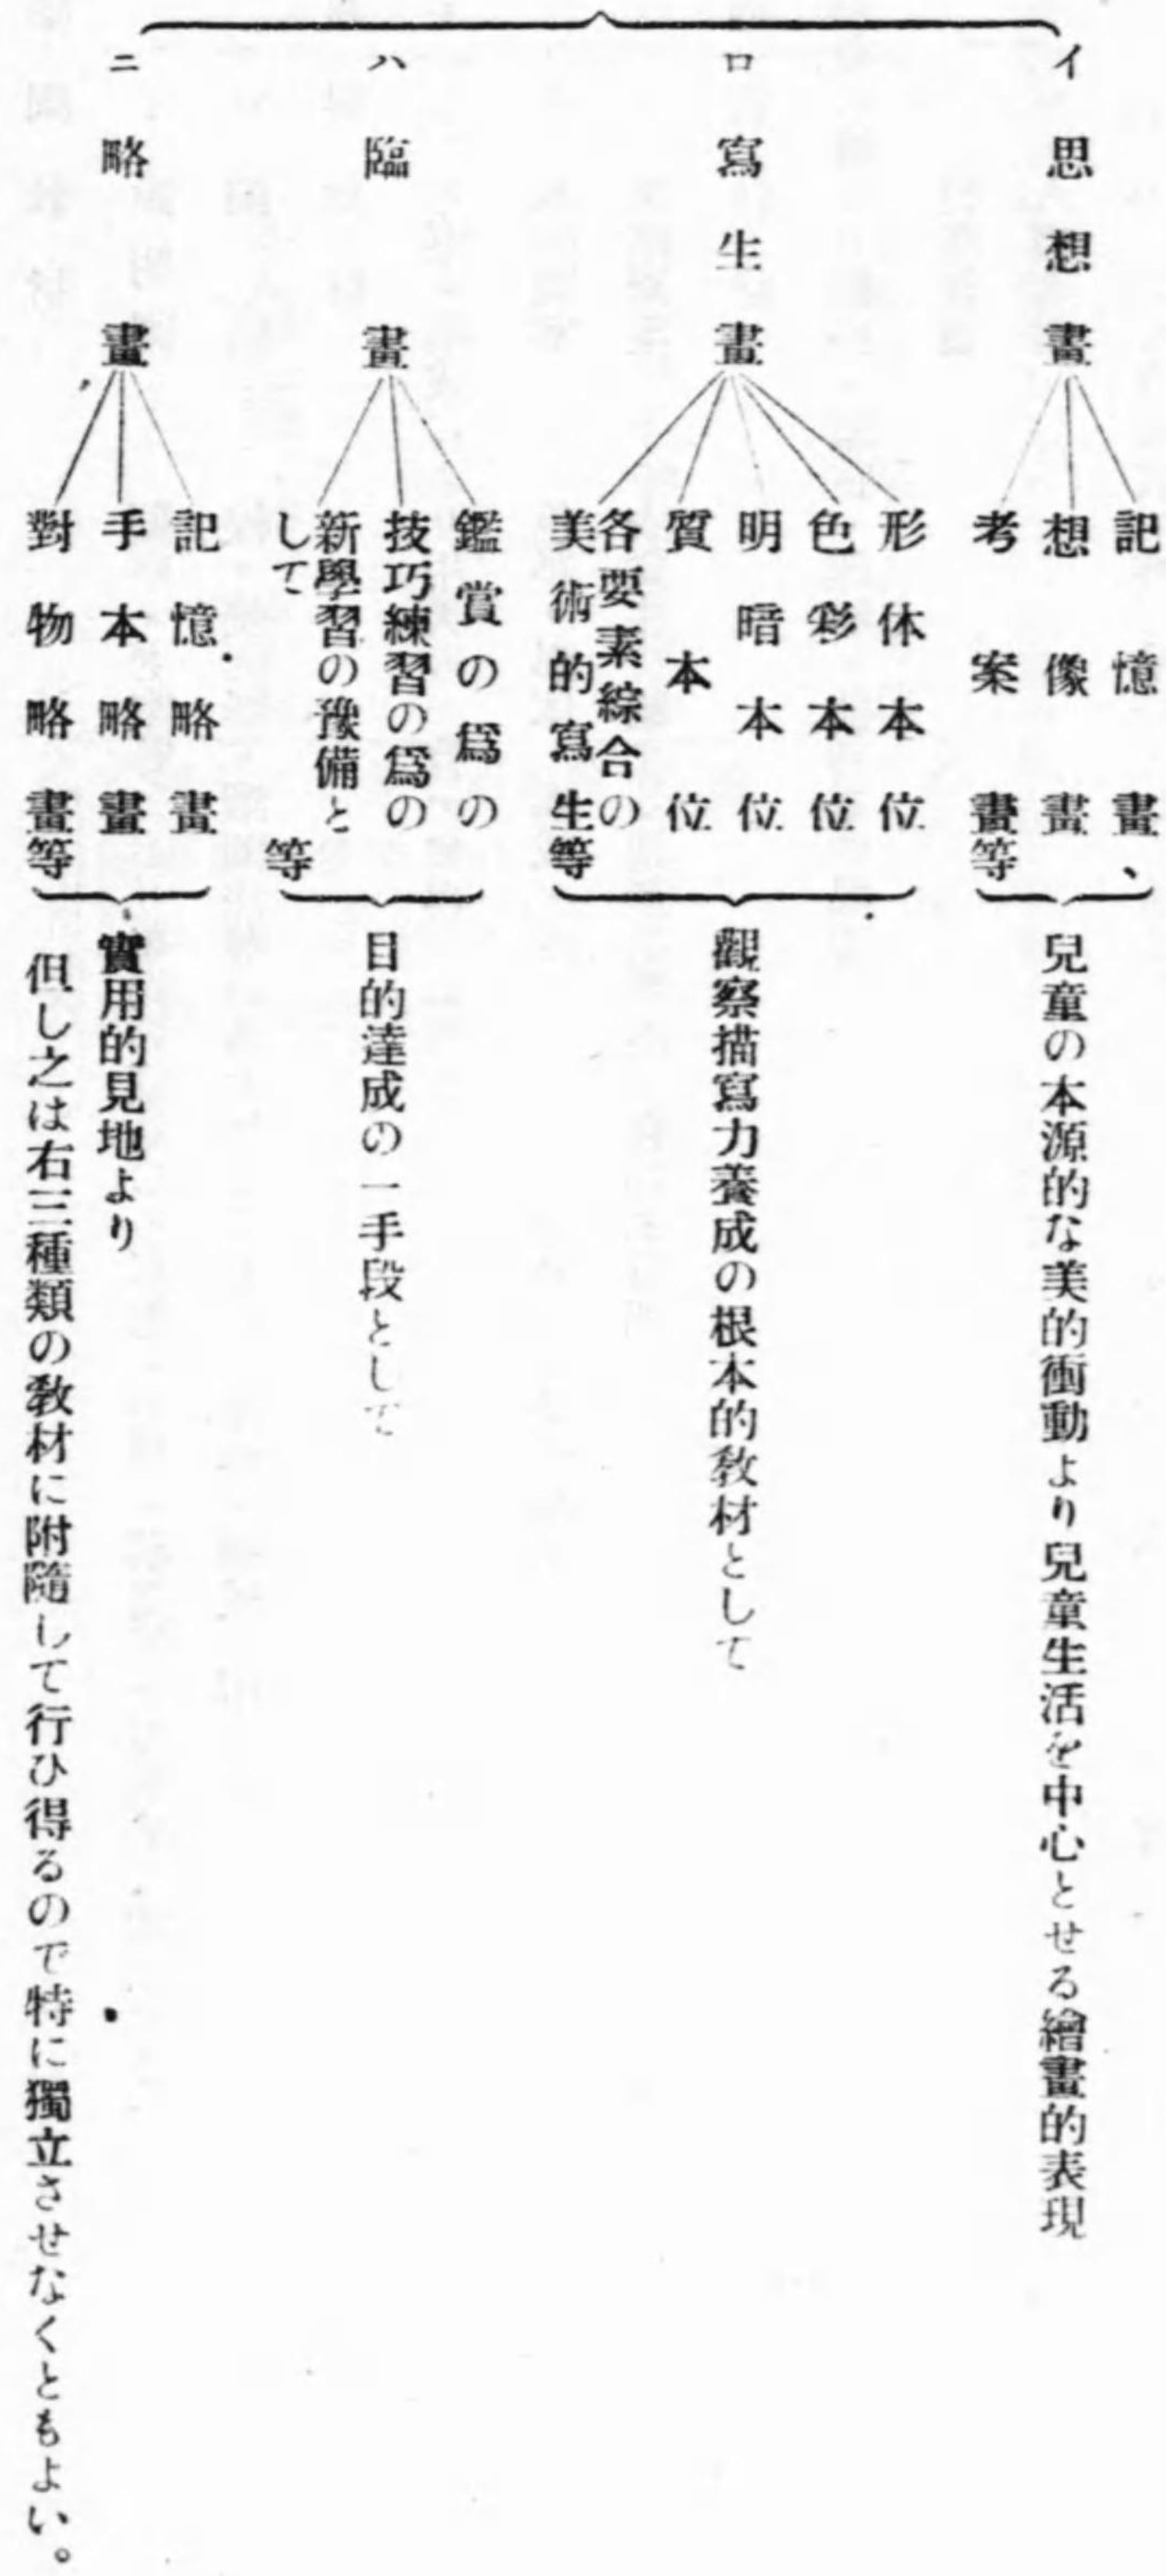 イ　思想畫
記憶畫、
想像畫
考案畫等
兒童の本源的な美的衝動より兒童生活を中心とせる繪畫的表現
ロ　寫生畫
形体本位
色彩本位
明暗本位
質本位
各要素綜合の
美術的寫生等
觀察描寫力養成の根本的敎材として
ハ　臨畫
鑑賞の爲の
技巧練習の爲の
新學習の豫備と
して　等
目的達成の一手段として
ニ　略畫
記憶略畫
手本略畫
對物略畫等
實用的見地より
但し之は右三種類の敎材に附隨して行ひ得るので特に獨立させなくともよい。